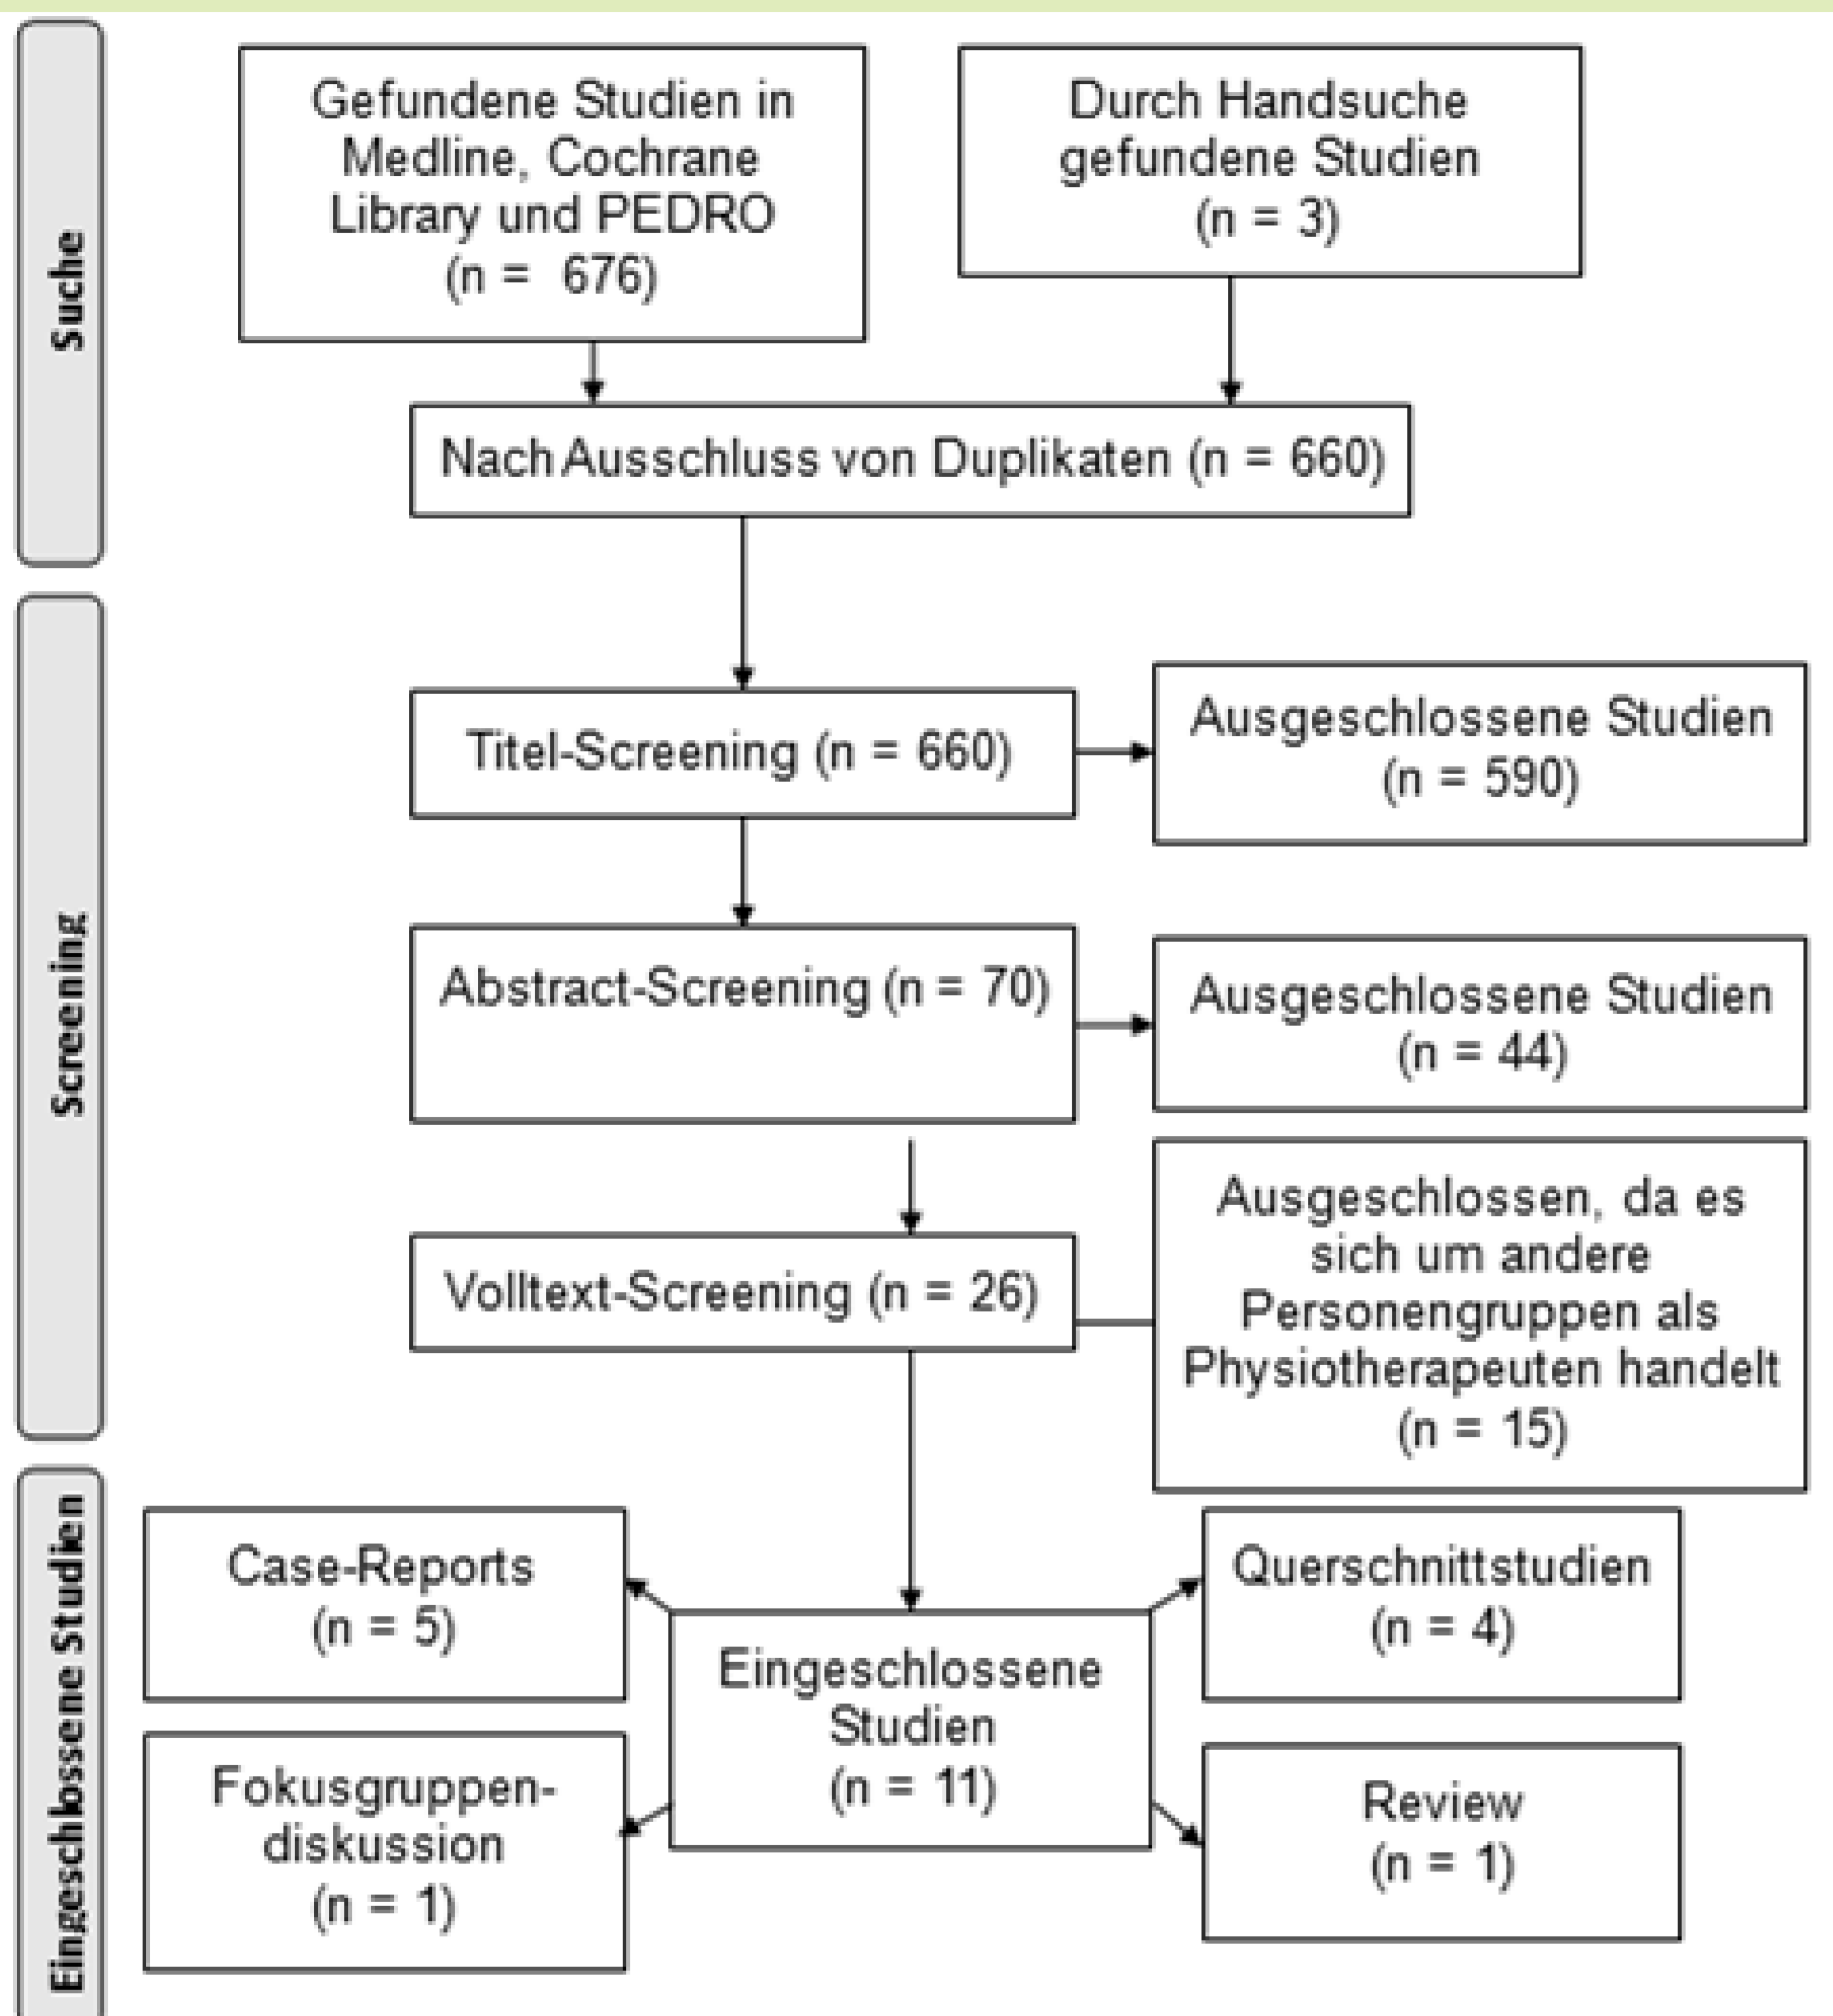 Suche
Gefundene Studien in
Medline, Cochrane
Library und PEDRO
(n = 676)
Durch Handsuche
gefundene Studien
(n = 3)
Nach Ausschluss von Duplikaten (n = 660)
Screening
Titel-Screening (n = 660)
Ausgeschlossene Studien
(n = 590)
Abstract-Screening (n = 70)
Ausgeschlossene Studien
(n = 44)
Volltext-Screening (n = 26)
Ausgeschlossen, da es
sich um andere
Personengruppen als
Physiotherapeuten handelt
(n = 15)
Eingeschlossene Studien
Case-Reports
(n = 5)
Querschnittstudien
(n = 4)
Eingeschlossene
Studien
(n = 11)
Fokusgruppen-
diskussion
(n = 1)
Review
(n = 1)